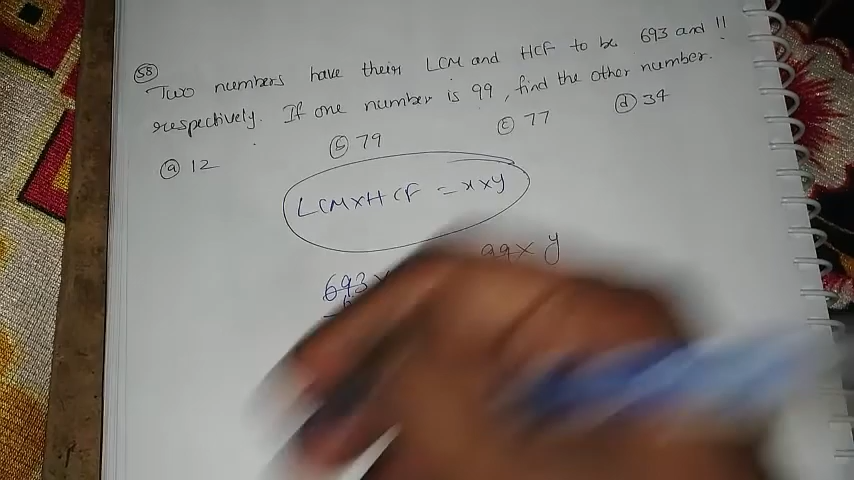 58
Two numbers have their LCM and HCF to be 693 and 11
respectively. If one number is 99, find the other number.
(a) 12 (b) 79 (c) 77 (d) 34
LCM x HCF = x x y
693 99 x y